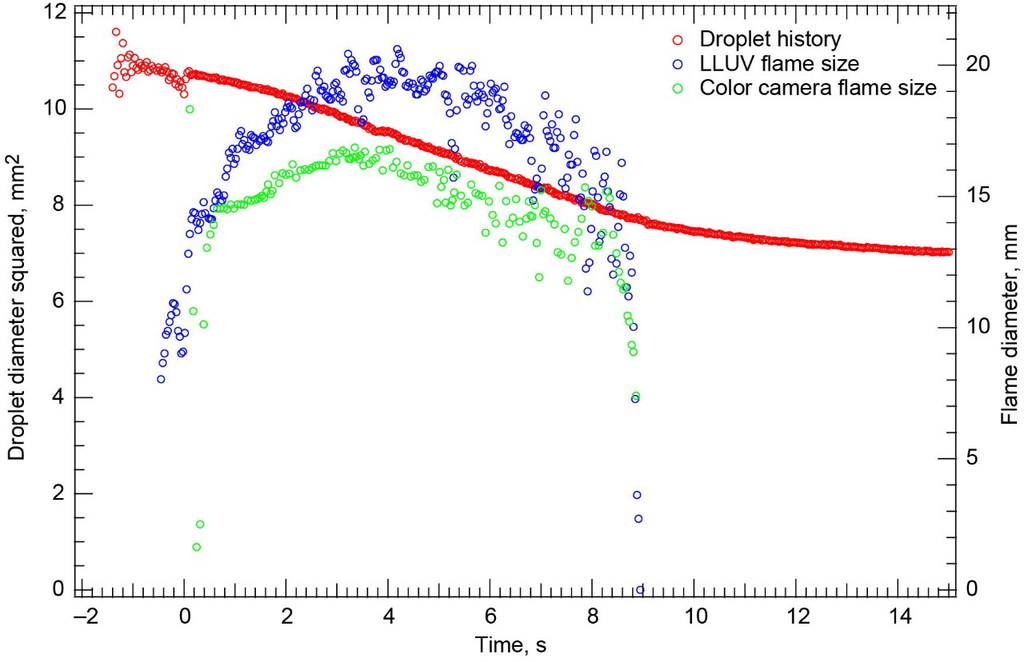 12
10
8
6
4
2
0
Droplet diameter squared, mm2
Droplet history
LLUV flame size
Color camera flame size
20
15
10
5
0
Flame diameter, mm
–2 0 2 4 6 8 10 12 14
Time, s